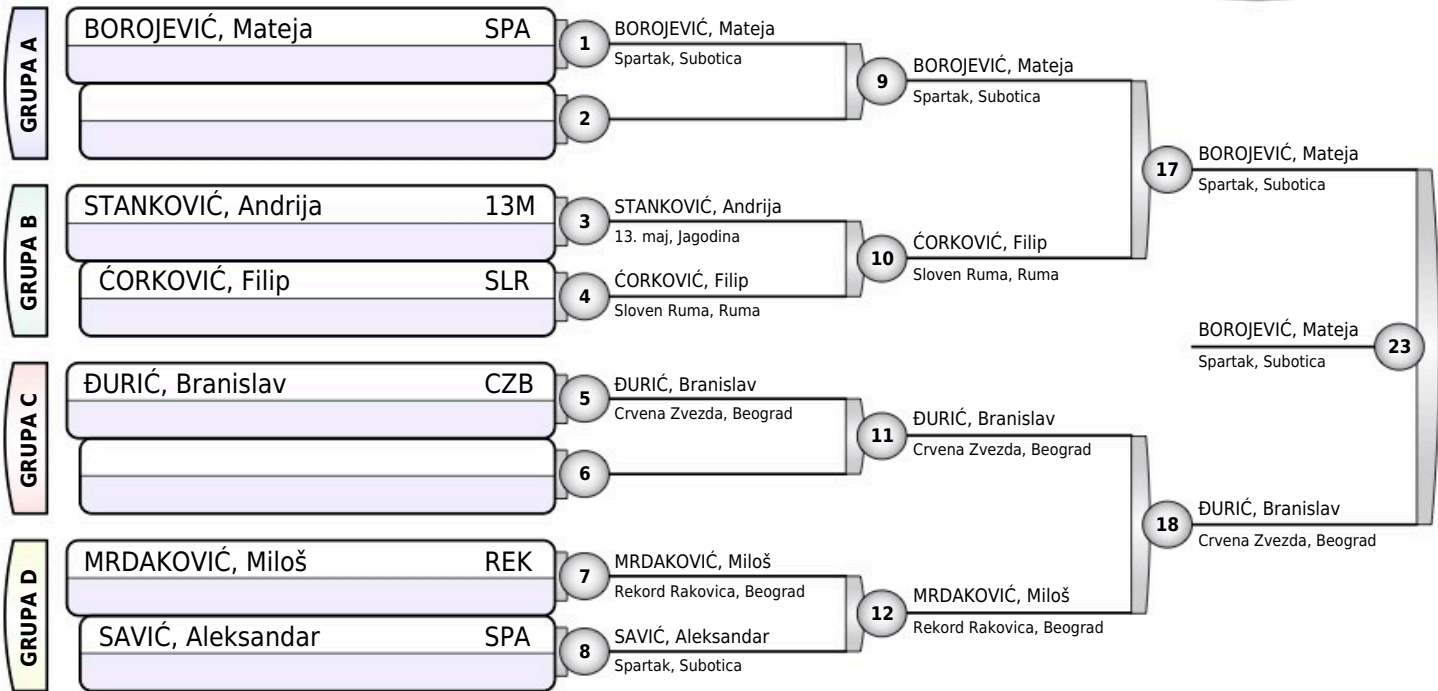 GRUPA A
BOROJEVIĆ, Mateja SPA
1
BOROJEVIĆ, Mateja
Spartak, Subotica
2
9
BOROJEVIĆ, Mateja
Spartak, Subotica
17
BOROJEVIĆ, Mateja
Spartak, Subotica
GRUPA B
STANKOVIĆ, Andrija 13M
3
STANKOVIĆ, Andrija
13. maj, Jagodina
ĆORKOVIĆ, Filip SLR
4
ĆORKOVIĆ, Filip
Sloven Ruma, Ruma
10
ĆORKOVIĆ, Filip
Sloven Ruma, Ruma
BOROJEVIĆ, Mateja
Spartak, Subotica
23
GRUPA C
ĐURIĆ, Branislav CZB
5
ĐURIĆ, Branislav
Crvena Zvezda, Beograd
6
11
ĐURIĆ, Branislav
Crvena Zvezda, Beograd
18
ĐURIĆ, Branislav
Crvena Zvezda, Beograd
GRUPA D
MRDAKOVIĆ, Miloš REK
7
MRDAKOVIĆ, Miloš
Rekord Rakovica, Beograd
SAVIĆ, Aleksandar SPA
8
SAVIĆ, Aleksandar
Spartak, Subotica
12
MRDAKOVIĆ, Miloš
Rekord Rakovica, Beograd